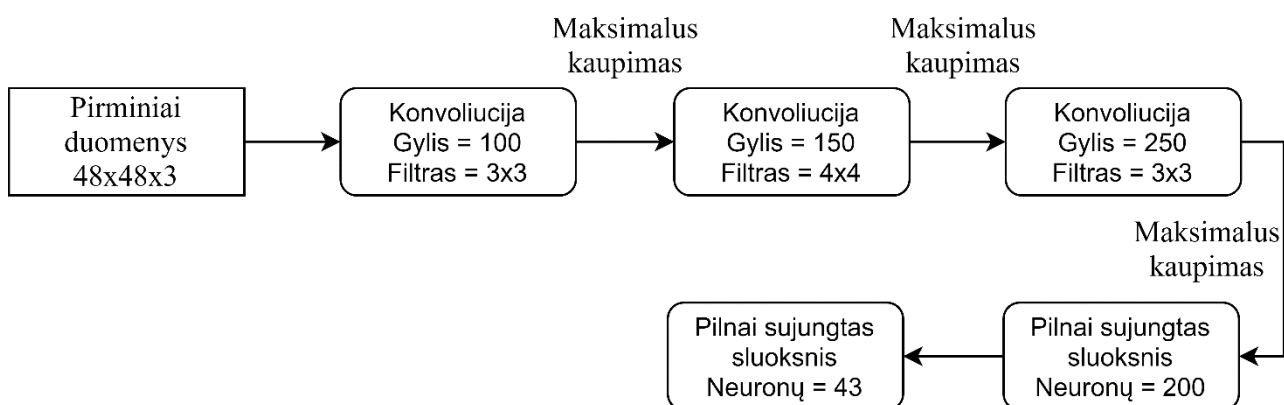 Pirminiai
duomenys
48x48x3
Konvoliucija
Gylis = 100
Filtras = 3x3
Maksimalus
kaupimas
Konvoliucija
Gylis = 150
Filtras = 4x4
Maksimalus
kaupimas
Konvoliucija
Gylis = 250
Filtras = 3x3
Maksimalus
kaupimas
Pilnai sujungtas
sluoksnis
Neuronų = 200
Pilnai sujungtas
sluoksnis
Neuronų = 43